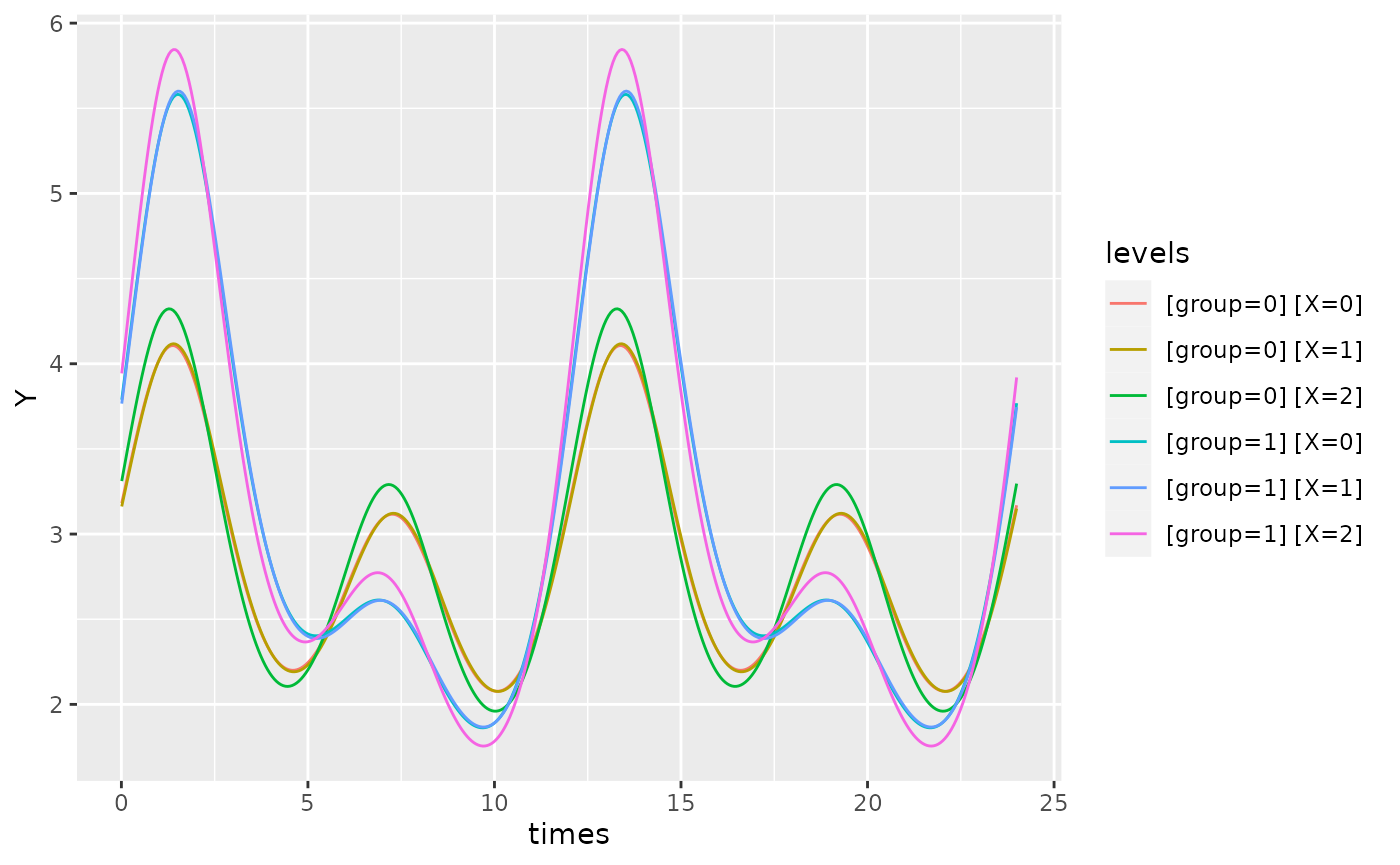 6
5
4
3
2
Y
0 5 10 15 20 25
times
levels
[group=0] [X=0]
[group=0] [X=1]
[group=0] [X=2]
[group=1] [X=0]
[group=1] [X=1]
[group=1] [X=2]